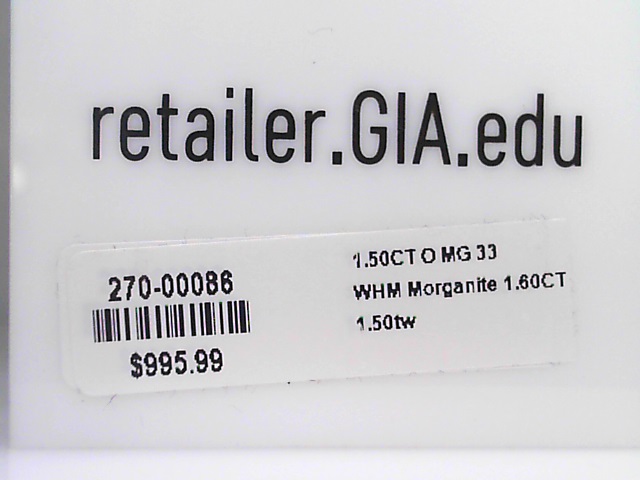 retailer.GIA.edu
270-00086
$995.99
1.50CT O MG 33
WHM Morganite 1.60CT
1.50tw